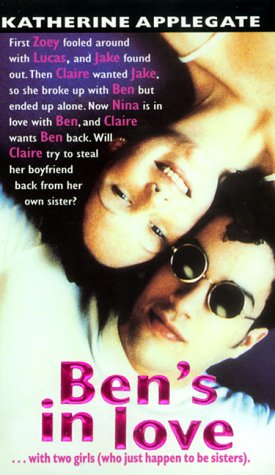 KATHERINE APPLEGATE
First Zoey fooled around
with Lucas, and Jake found
out. Then Claire wanted Jake,
so she broke up with Ben but
ended up alone. Now Nina is in
love with Ben, and Claire
wants Ben back. Will
Claire try to steal
her boyfriend
back from her
own sister?
Ben's
in love
. . . with two girls (who just happen to be sisters).